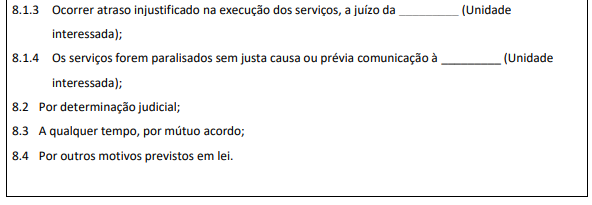 8.1.3 Ocorrer atraso injustificado na execução dos serviços, a juízo da _________ (Unidade
interessada);
8.1.4 Os serviços forem paralisados sem justa causa ou prévia comunicação à _________ (Unidade
interessada);
8.2 Por determinação judicial;
8.3 A qualquer tempo, por mútuo acordo;
8.4 Por outros motivos previstos em lei.